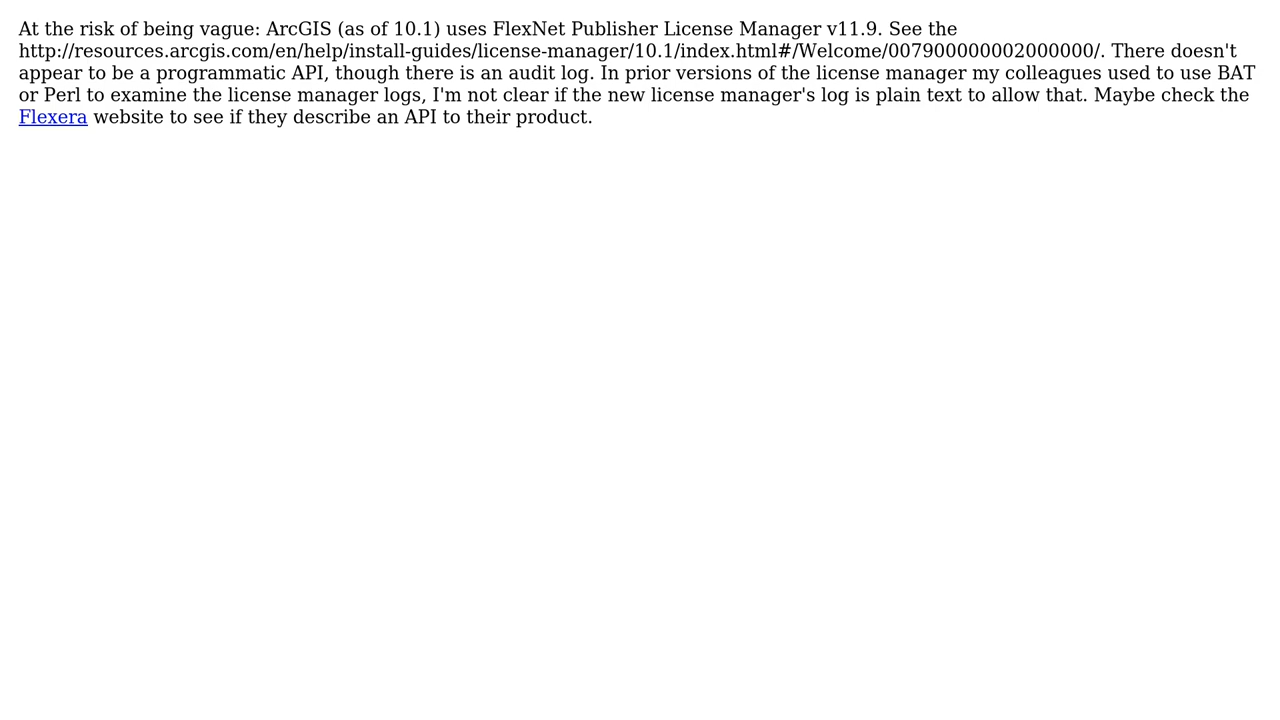 At the risk of being vague: ArcGIS (as of 10.1) uses FlexNet Publisher License Manager v11.9. See the
http://resources.arcgis.com/en/help/install-guides/license-manager/10.1/index.html#/Welcome/007900000002000000/. There doesn't
appear to be a programmatic API, though there is an audit log. In prior versions of the license manager my colleagues used to use BAT
or Perl to examine the license manager logs, I'm not clear if the new license manager's log is plain text to allow that. Maybe check the
Flexera website to see if they describe an API to their product.